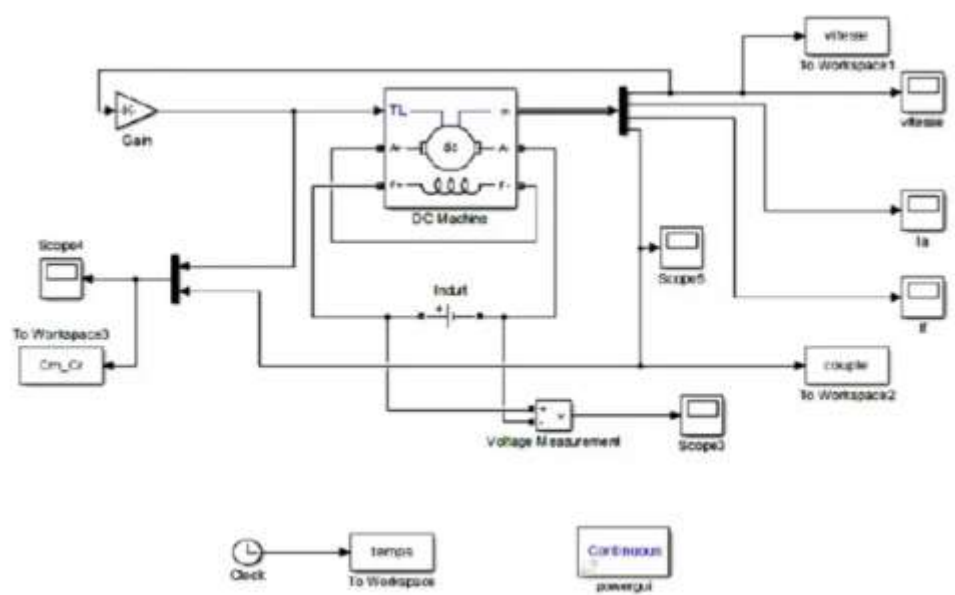 vitesse
To Workspace1
vitesse
Gain
TL
m
dc
A+
A-
F+
F-
DC Machine
Ia
Scope5
Scope4
Induit
+
If
To Workspace3
Cm_Cr
couple
To Workspace2
+
-
v
Voltage Measurement
Scope3
Clock
temps
To Workspace
Continuous
powergui